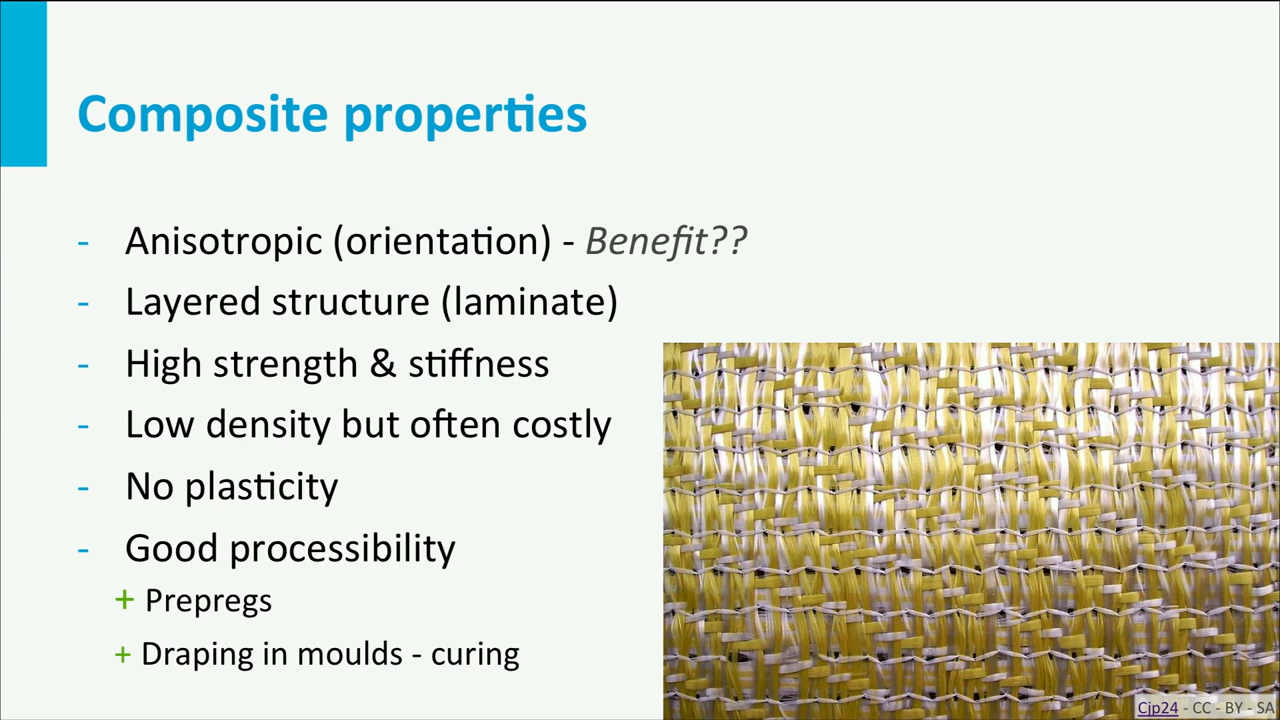 Composite properties
- Anisotropic (orientation) - Benefit??
- Layered structure (laminate)
- High strength & stiffness
- Low density but often costly
- No plasticity
- Good processibility
+ Prepregs
+ Draping in moulds - curing
Cjp24 - CC - BY - SA